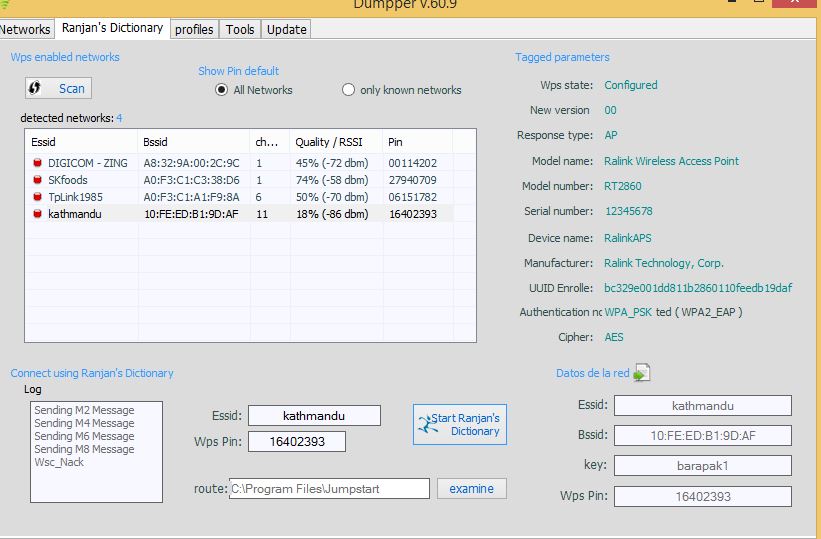 Dumpper v.60.9
Networks Ranjan's Dictionary profiles Tools Update
Wps enabled networks
Scan
Show Pin default
All Networks only known networks
detected networks: 4
Essid Bssid ch... Quality / RSSI Pin
DIGICOM - ZING A8:32:9A:00:2C:9C 1 45% (-72 dbm) 00114202
SKfoods A0:F3:C1:C3:38:D6 1 74% (-58 dbm) 27940709
TpLink1985 A0:F3:C1:A1:F9:8A 6 50% (-70 dbm) 06151782
kathmandu 10:FE:ED:B1:9D:AF 11 18% (-86 dbm) 16402393
Tagged parameters
Wps state: Configured
New version 00
Response type: AP
Model name: Ralink Wireless Access Point
Model number: RT2860
Serial number: 12345678
Device name: RalinkAPS
Manufacturer: Ralink Technology, Corp.
UUID Enrolle: bc329e001dd811b2860110feedb19daf
Authentication no WPA_PSK ted ( WPA2_EAP )
Cipher: AES
Connect using Ranjan's Dictionary
Log
Sending M2 Message
Sending M4 Message
Sending M6 Message
Sending M8 Message
Wsc_Nack
Essid: kathmandu
Wps Pin: 16402393
Start Ranjan's
Dictionary
route: C:\Program Files\Jumpstart examine
Datos de la red
Essid: kathmandu
Bssid: 10:FE:ED:B1:9D:AF
key: barapak1
Wps Pin: 16402393